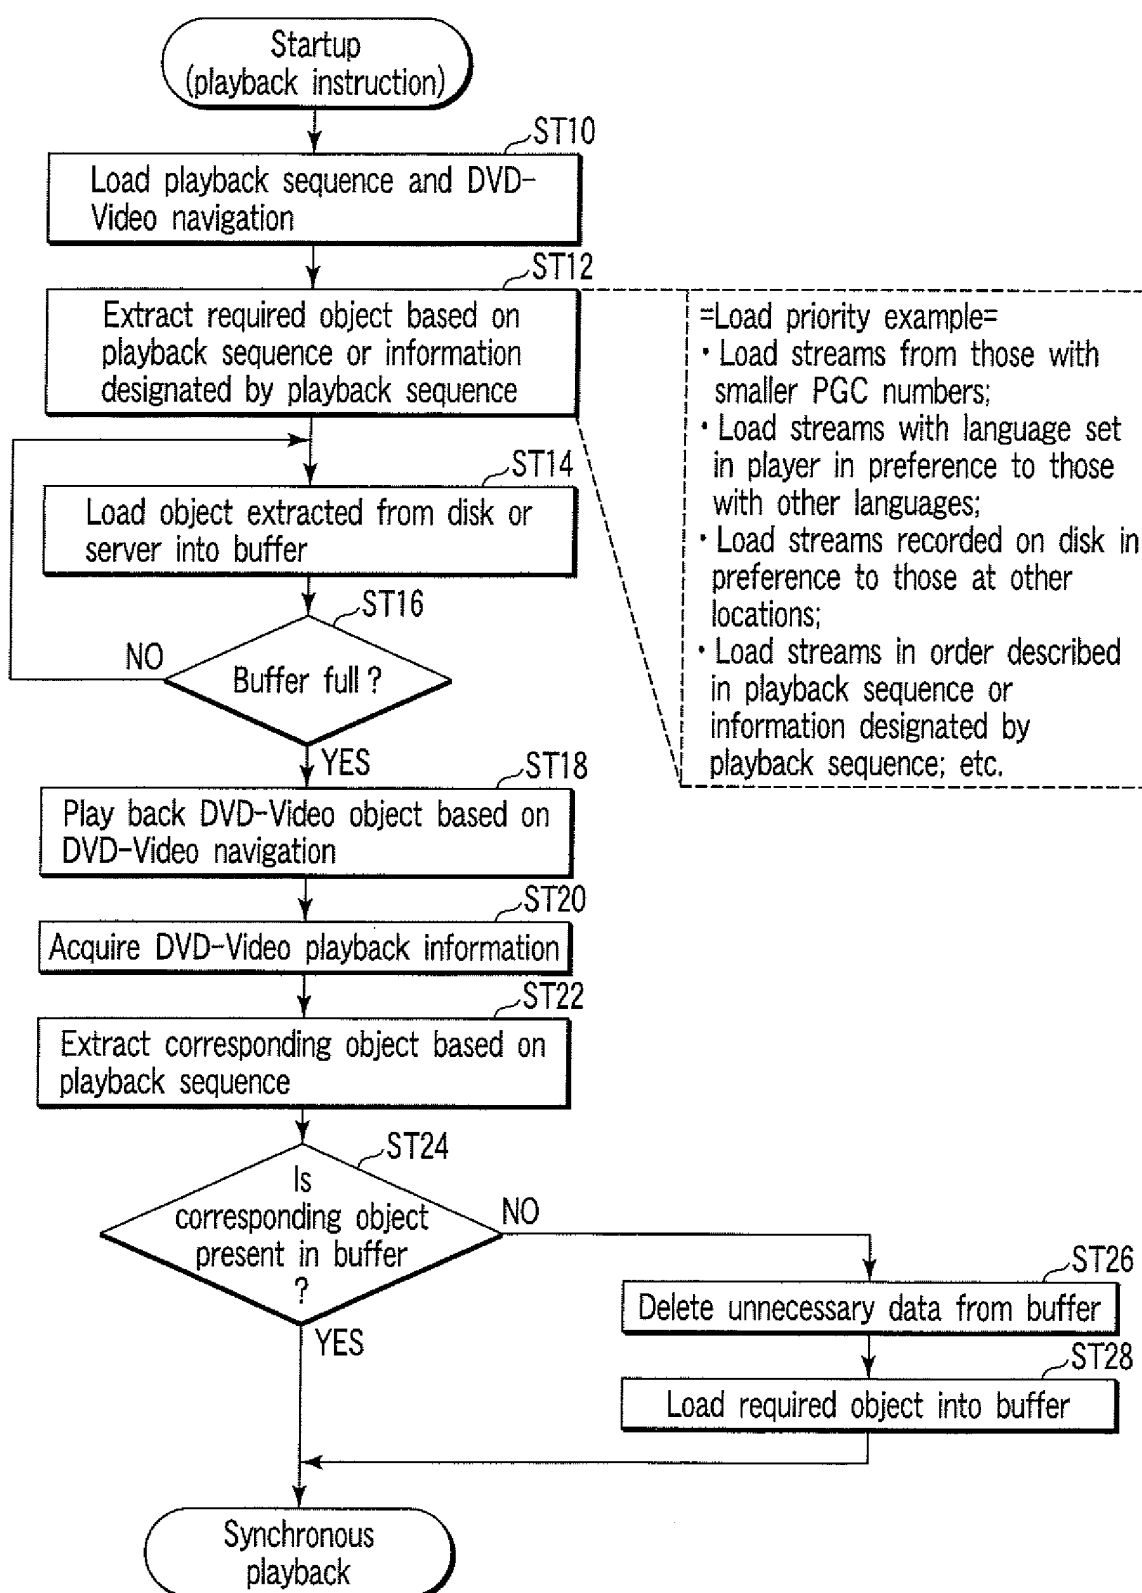 Startup
(playback instruction)
ST10
Load playback sequence and DVD-
Video navigation
ST12
Extract required object based on
playback sequence or information
designated by playback sequence
=Load priority example=
• Load streams from those with
smaller PGC numbers;
• Load streams with language set
in player in preference to those
with other languages;
• Load streams recorded on disk in
preference to those at other
locations;
• Load streams in order described
in playback sequence or
information designated by
playback sequence; etc.
ST14
Load object extracted from disk or
server into buffer
ST16
NO
Buffer full ?
YES
ST18
Play back DVD-Video object based on
DVD-Video navigation
ST20
Acquire DVD-Video playback information
ST22
Extract corresponding object based on
playback sequence
ST24
Is
corresponding object
present in buffer
?
NO
YES
ST26
Delete unnecessary data from buffer
ST28
Load required object into buffer
Synchronous
playback